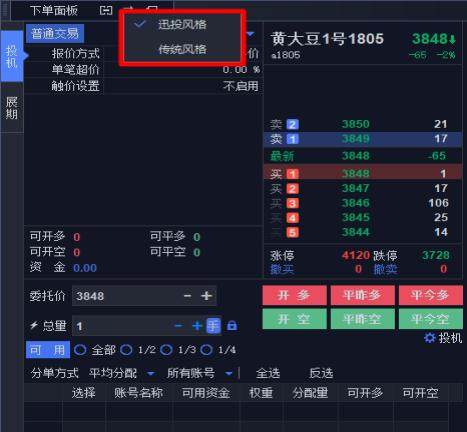 下单面板
迅投风格
传统风格
普通交易
投机
展期
报价方式 价
单笔超价 0.00 %
触价设置 不启用
黄大豆1号1805 3848↓
a1805 -65 -2%
卖 2 3850 21
卖 1 3849 17
最新 3848 -65
买 1 3848 1
买 2 3847 17
买 3 3846 106
买 4 3845 25
买 5 3844 14
涨停 4120 跌停 3728
撤买 0 撤卖 0
可开多 0 可平多 0
可开空 0 可平空 0
资 金 0.00
委托价 3848 - +
总量 1 - + 手
可 用 全部 1/2 1/3 1/4
开 多 平昨多 平今多
开 空 平昨空 平今空
投机
分单方式 平均分配 所有账号 全选 反选
选择 账号名称 可用资金 权重 分配量 可开多 可开空